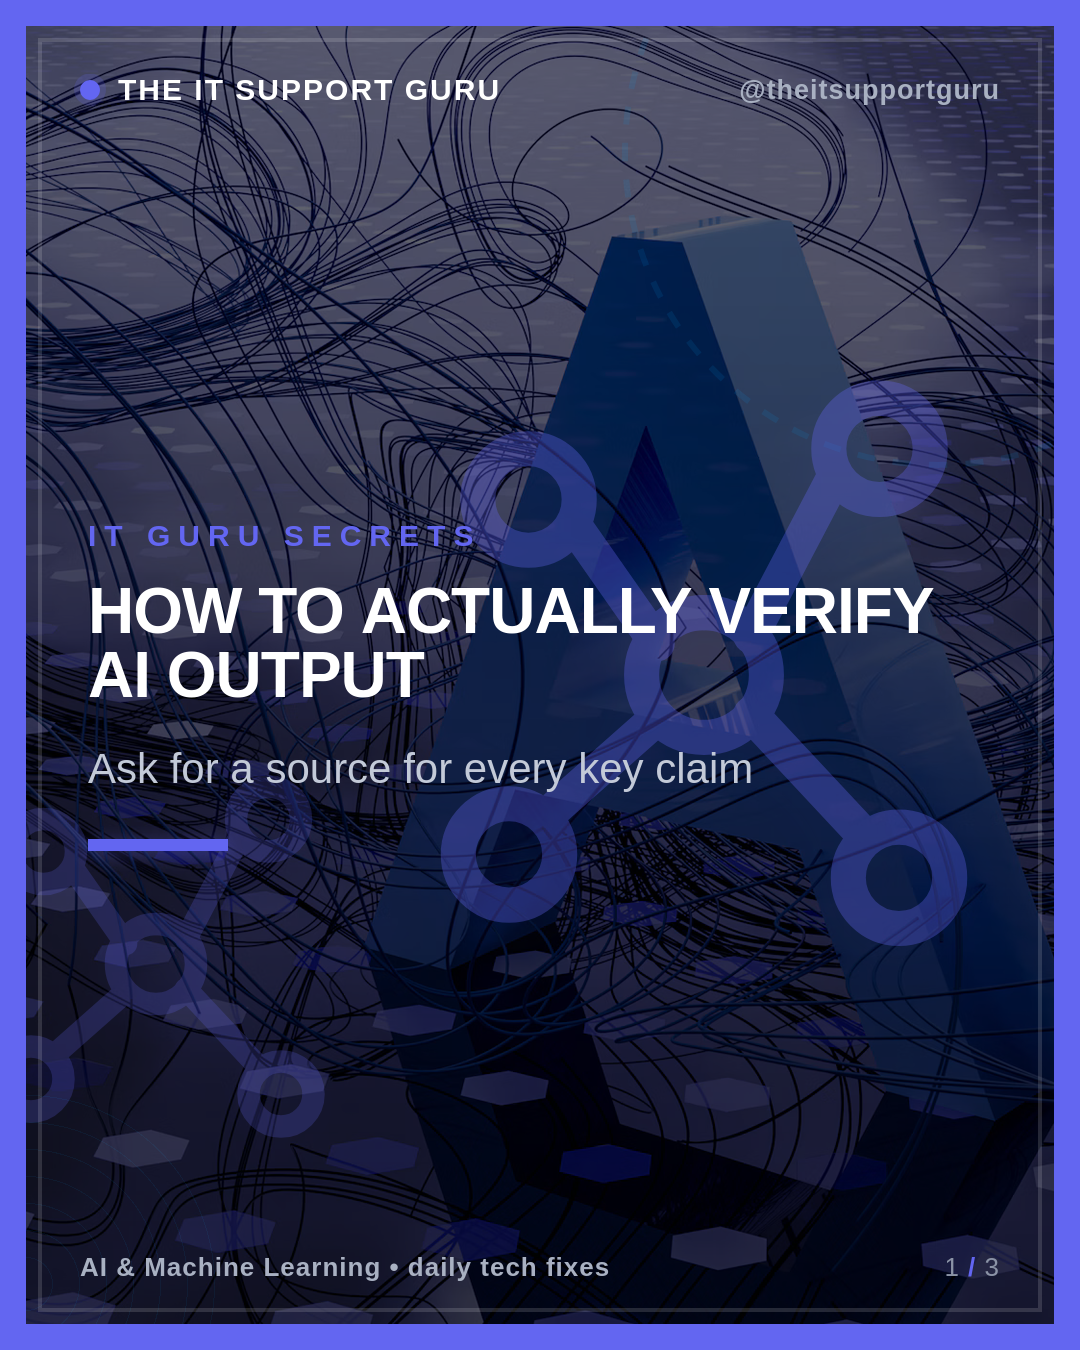 THE IT SUPPORT GURU
@theitsupportguru
IT GURU SECRETS
HOW TO ACTUALLY VERIFY
AI OUTPUT
Ask for a source for every key claim
AI & Machine Learning • daily tech fixes
1 / 3